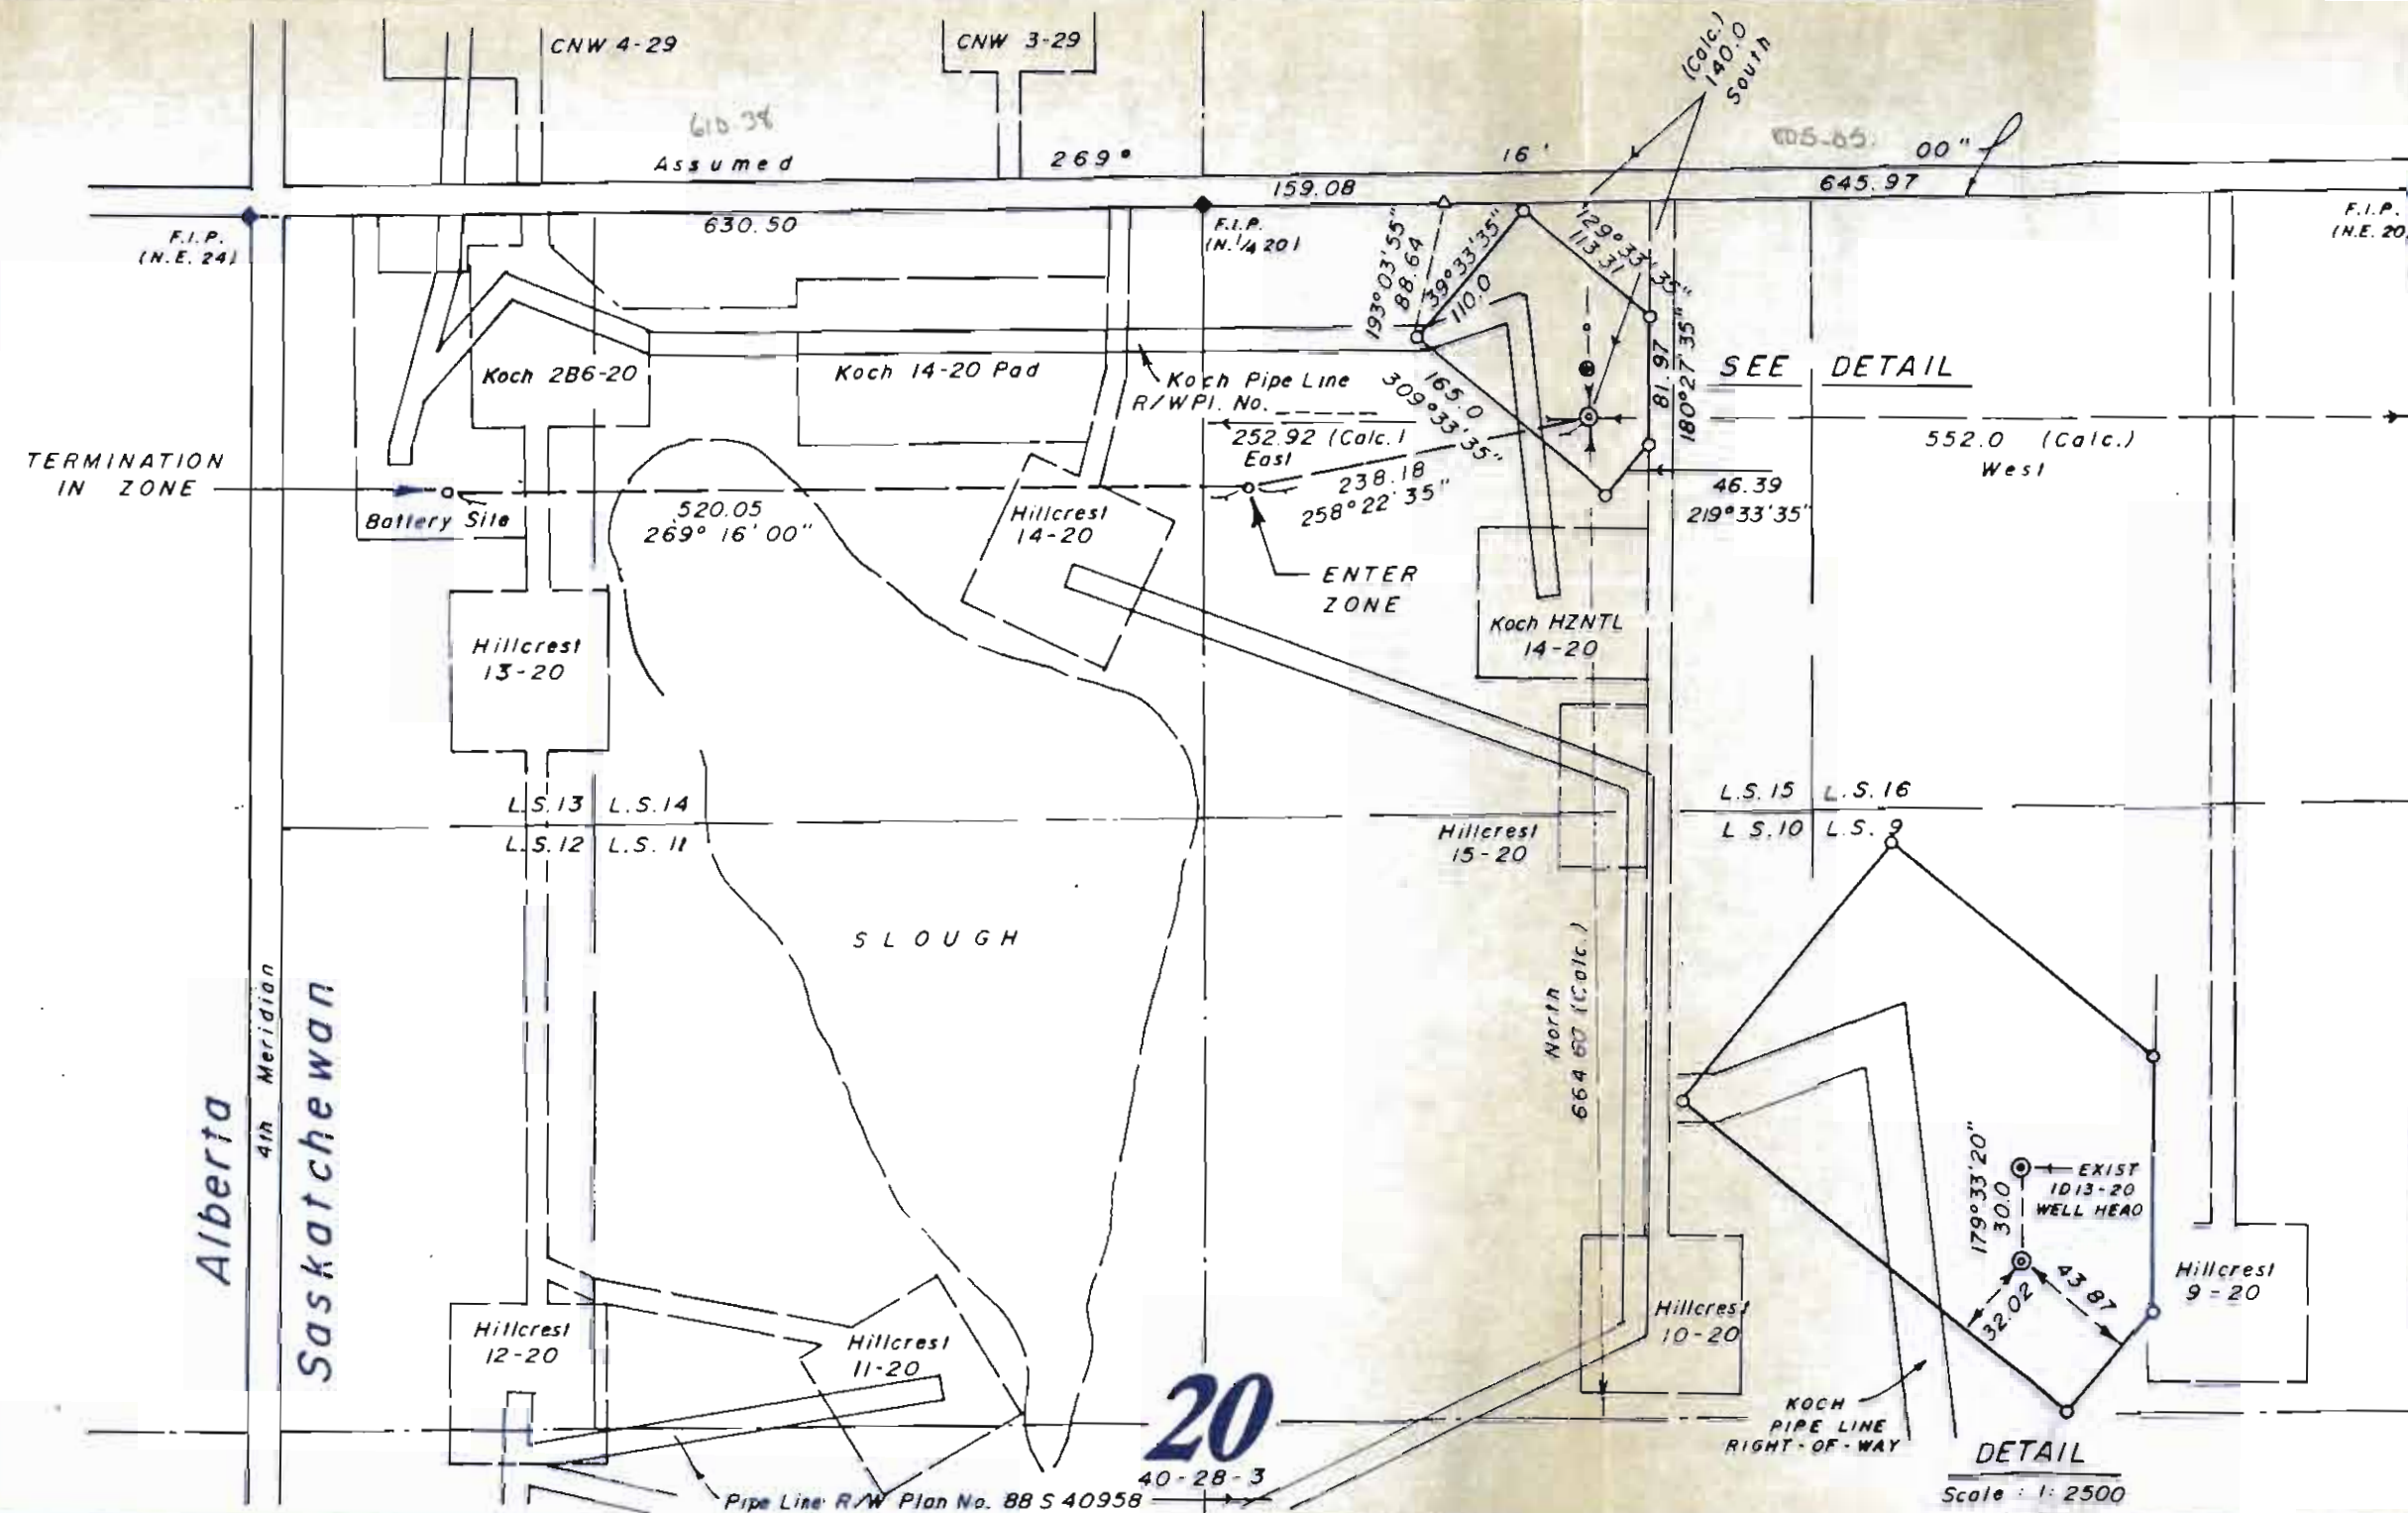 CNW 4-29
CNW 3-29
(Calc.)
140.0
South
610.38
Assumed
269°
16'
00"
159.08
645.97
630.50
F.I.P.
(N.E. 24)
F.I.P.
(N.1/4 20)
F.I.P.
(N.E. 20
193°03'55"
88.64
39°33'35"
110.0
129°33'35"
113.31
81.97
180°27'35"
165.0
309°33'35"
SEE DETAIL
Koch 2B6-20
Koch 14-20 Pad
Koch Pipe Line
R/W Pl. No. ______
252.92 (Calc.)
East
238.18
258°22'35"
552.0 (Calc.)
West
46.39
219°33'35"
TERMINATION
IN ZONE
Battery Site
520.05
269° 16' 00"
Hillcrest
14-20
ENTER
ZONE
Koch HZNTL
14-20
Hillcrest
13-20
L.S.13 L.S.14
L.S.12 L.S.11
L.S.15 L.S.16
L.S.10 L.S.9
Hillcrest
15-20
SLOUGH
North
664.60 (Calc.)
Alberta
4th Meridian
Saskatchewan
179°33'20"
30.0
EXIST
1D13-20
WELL HEAD
43.87
32.02
Hillcrest
9-20
Hillcrest
12-20
Hillcrest
11-20
Hillcrest
10-20
20
40-28-3
KOCH
PIPE LINE
RIGHT-OF-WAY
DETAIL
Scale : 1: 2500
Pipe Line R/W Plan No. 88 S 40958